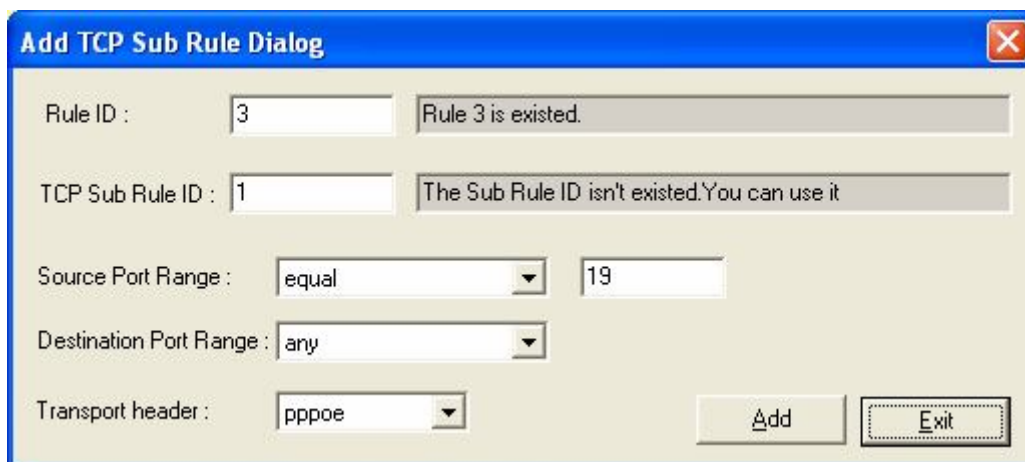 Add TCP Sub Rule Dialog
Rule ID : 3 Rule 3 is existed.
TCP Sub Rule ID : 1 The Sub Rule ID isn't existed.You can use it
Source Port Range : equal 19
Destination Port Range : any
Transport header : pppoe Add Exit